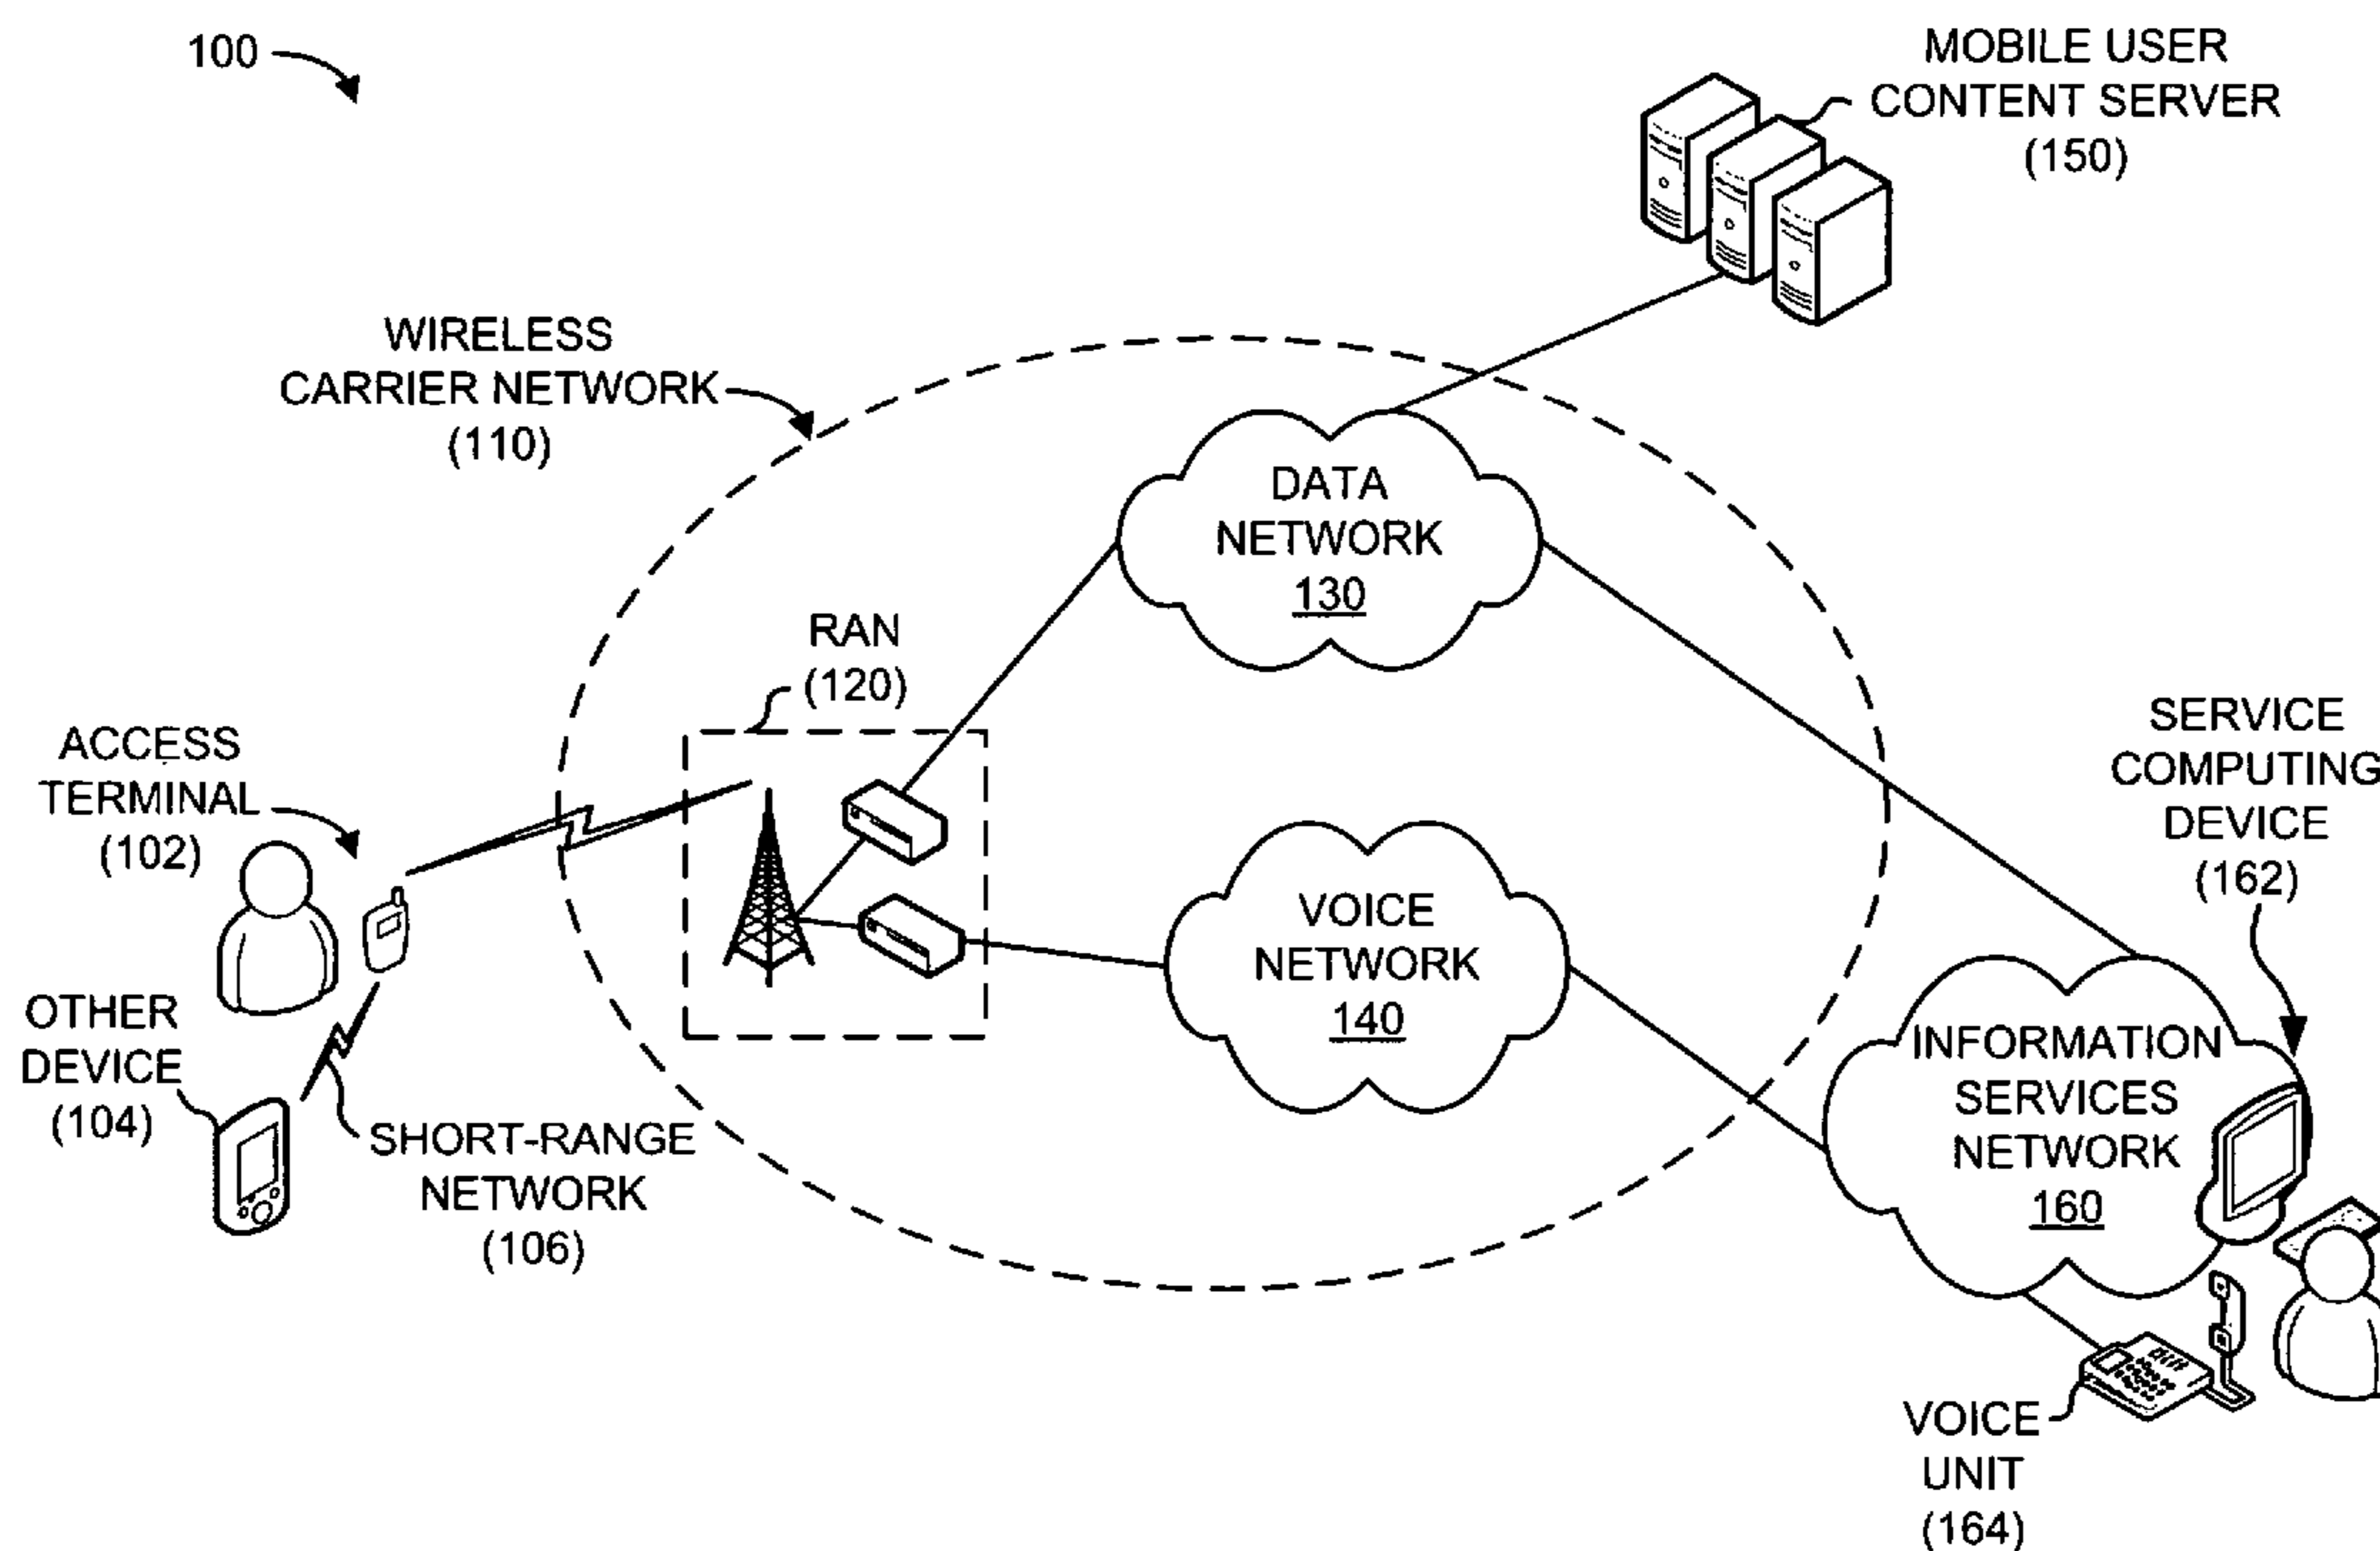 100
MOBILE USER
CONTENT SERVER
(150)
WIRELESS
CARRIER NETWORK
(110)
DATA
NETWORK
130
RAN
(120)
ACCESS
TERMINAL
(102)
SERVICE
COMPUTING
DEVICE
(162)
VOICE
NETWORK
140
OTHER
DEVICE
(104)
SHORT-RANGE
NETWORK
(106)
INFORMATION
SERVICES
NETWORK
160
VOICE
UNIT
(164)